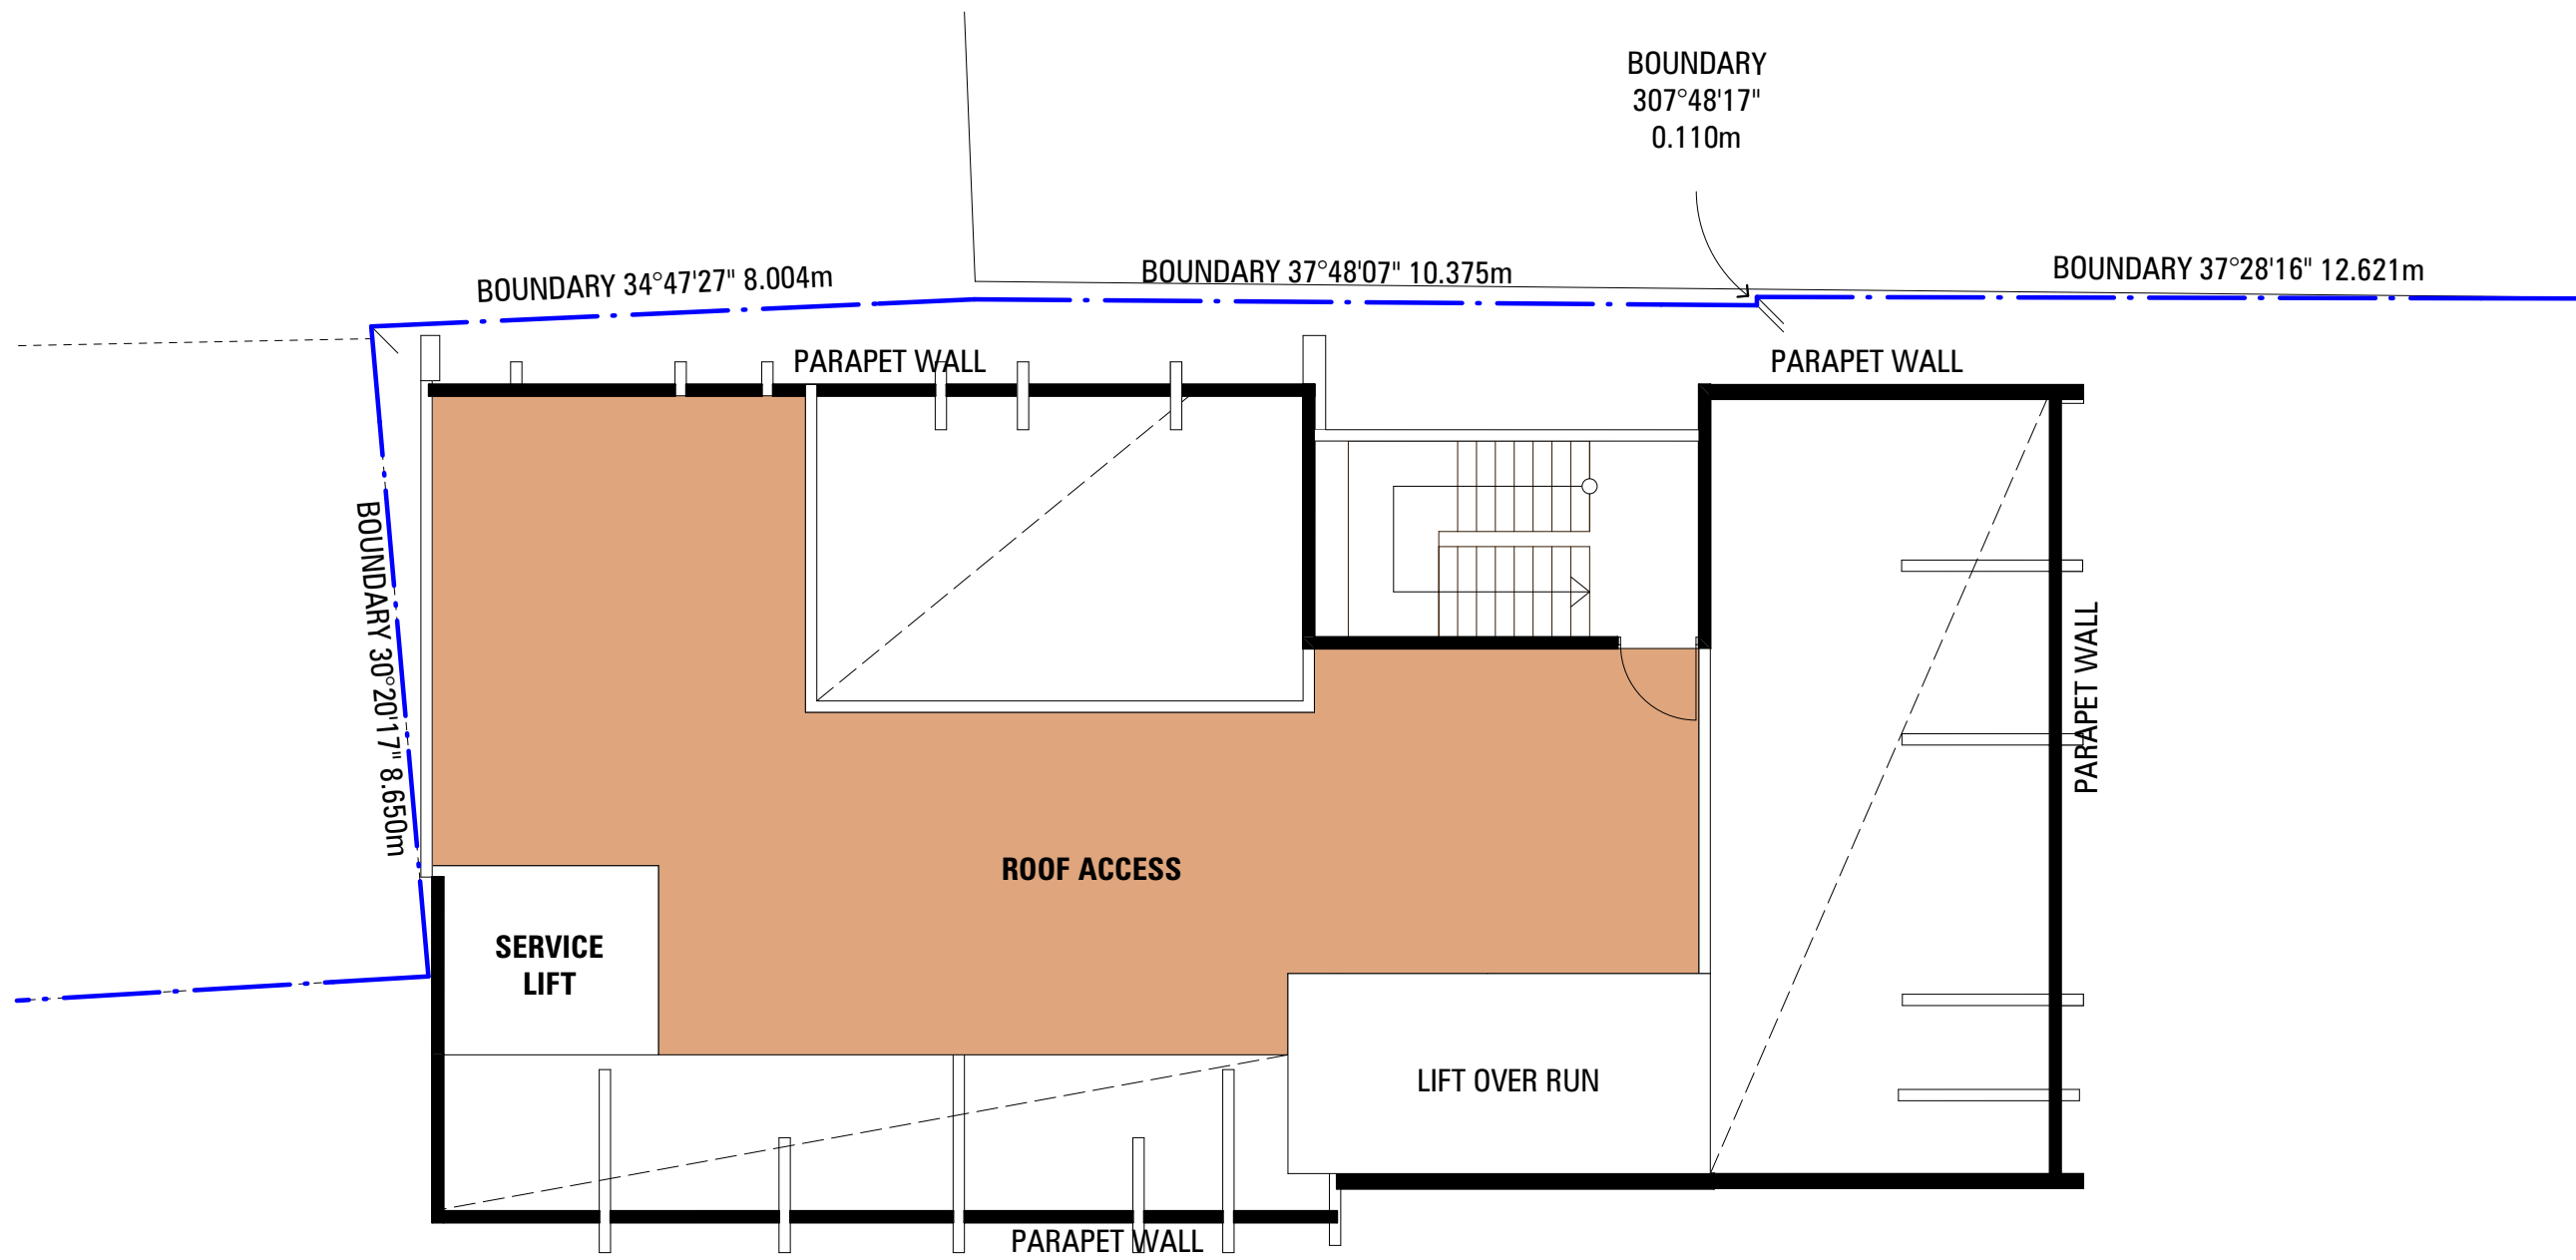 BOUNDARY
307°48'17"
0.110m
BOUNDARY 34°47'27" 8.004m
BOUNDARY 37°48'07" 10.375m
BOUNDARY 37°28'16" 12.621m
PARAPET WALL
PARAPET WALL
BOUNDARY 30°20'17" 8.650m
PARAPET WALL
ROOF ACCESS
SERVICE
LIFT
LIFT OVER RUN
PARAPET WALL